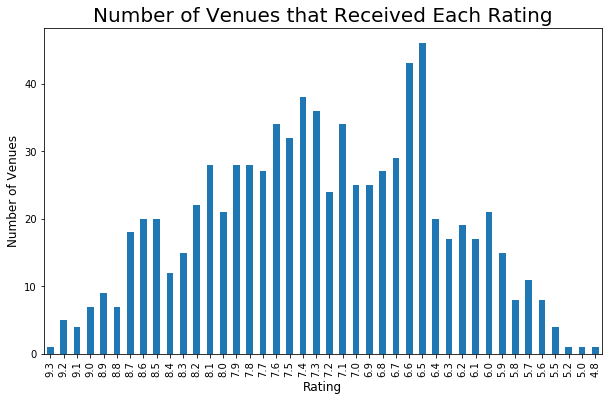 Number of Venues that Received Each Rating
Number of Venues
40
30
20
10
0
9.3 9.2 9.1 9.0 8.9 8.8 8.7 8.6 8.5 8.4 8.3 8.2 8.1 8.0 7.9 7.8 7.7 7.6 7.5 7.4 7.3 7.2 7.1 7.0 6.9 6.8 6.7 6.6 6.5 6.4 6.3 6.2 6.1 6.0 5.9 5.8 5.7 5.6 5.5 5.2 5.0 4.8
Rating